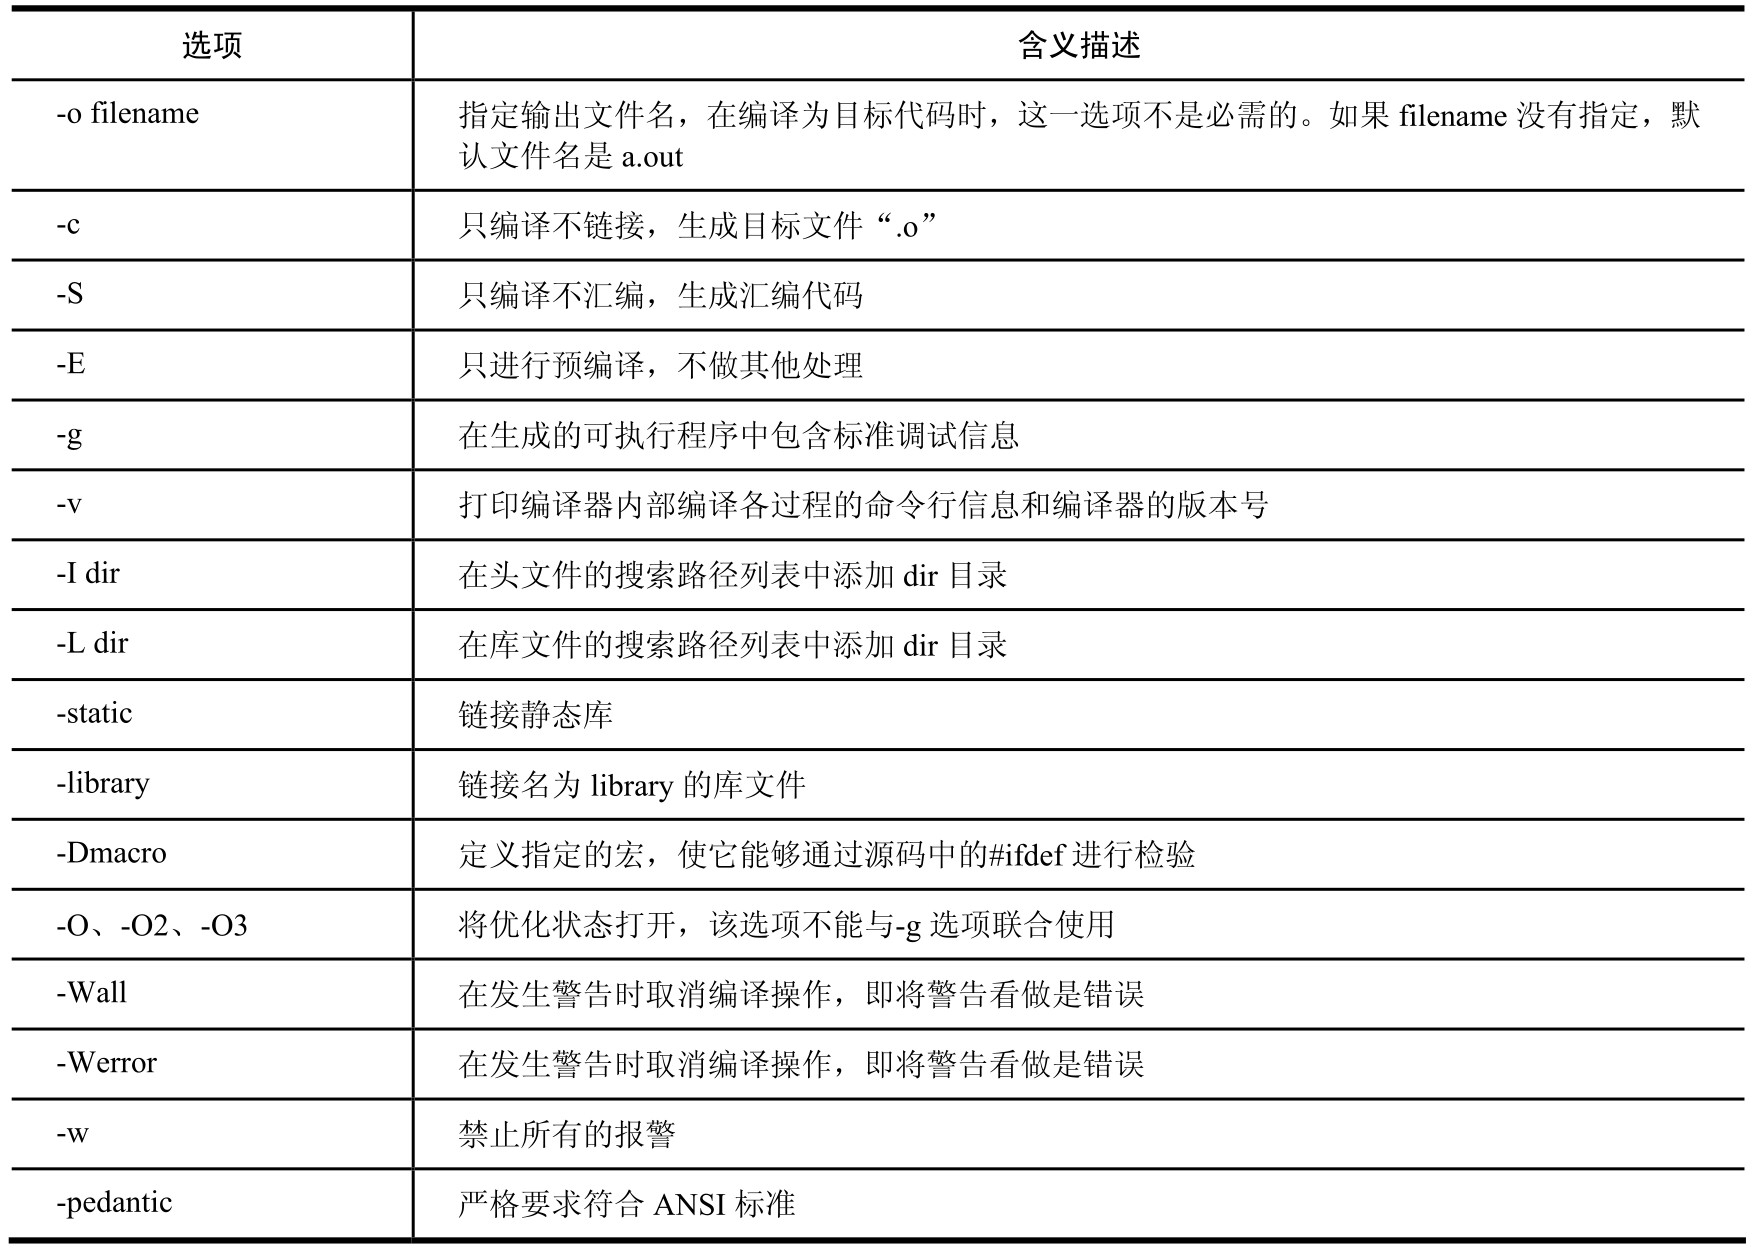 选项 含义描述
-o filename 指定输出文件名，在编译为目标代码时，这一选项不是必需的。如果 filename 没有指定，默
认文件名是 a.out
-c 只编译不链接，生成目标文件“.o”
-S 只编译不汇编，生成汇编代码
-E 只进行预编译，不做其他处理
-g 在生成的可执行程序中包含标准调试信息
-v 打印编译器内部编译各过程的命令行信息和编译器的版本号
-I dir 在头文件的搜索路径列表中添加 dir 目录
-L dir 在库文件的搜索路径列表中添加 dir 目录
-static 链接静态库
-library 链接名为 library 的库文件
-Dmacro 定义指定的宏，使它能够通过源码中的#ifdef 进行检验
-O、-O2、-O3 将优化状态打开，该选项不能与-g 选项联合使用
-Wall 在发生警告时取消编译操作，即将警告看做是错误
-Werror 在发生警告时取消编译操作，即将警告看做是错误
-w 禁止所有的报警
-pedantic 严格要求符合 ANSI 标准